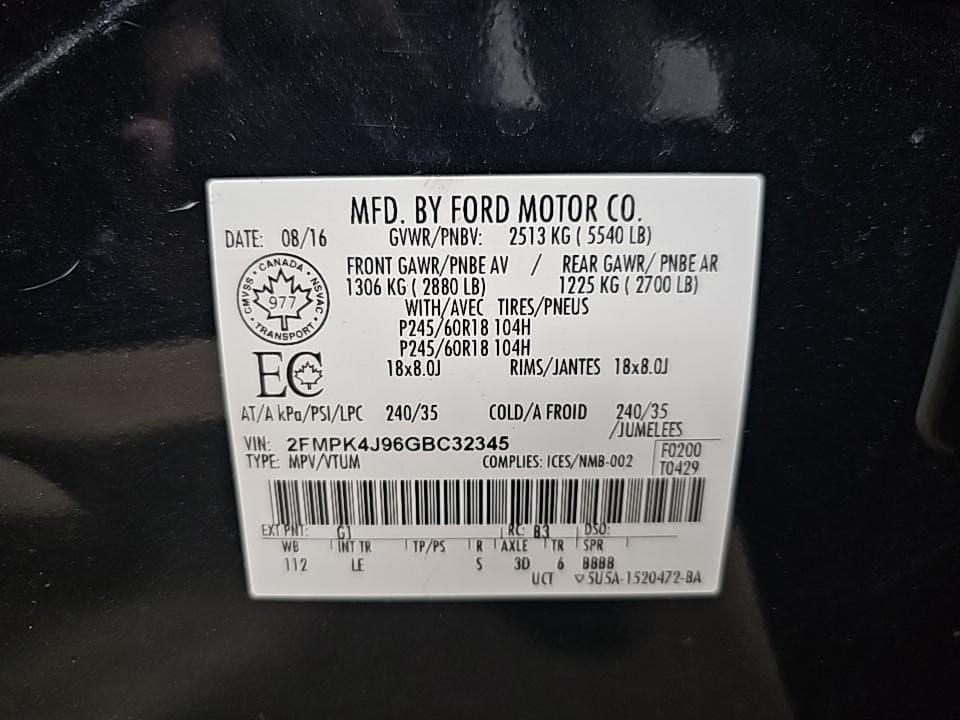 MFD. BY FORD MOTOR CO.
DATE: 08/16 GVWR/PNBV: 2513 KG ( 5540 LB)
FRONT GAWR/PNBE AV / REAR GAWR/ PNBE AR
1306 KG ( 2880 LB) 1225 KG ( 2700 LB)
WITH/AVEC TIRES/PNEUS
CANADA
CMVSS NSVAC
977
TRANSPORT
P245/60R18 104H
P245/60R18 104H
18x8.0J RIMS/JANTES 18x8.0J
EC
AT/A kPa/PSI/LPC 240/35 COLD/A FROID 240/35
/JUMELEES
VIN: 2FMPK4J96GBC32345
TYPE: MPV/VTUM COMPLIES: ICES/NMB-002
F0200
T0429
EXT PNT: G1 RC: B3 DSO:
WB INT TR TP/PS R AXLE TR SPR
112 LE S 3D 6 BBBB
UCT ▽5U5A-1520472-BA